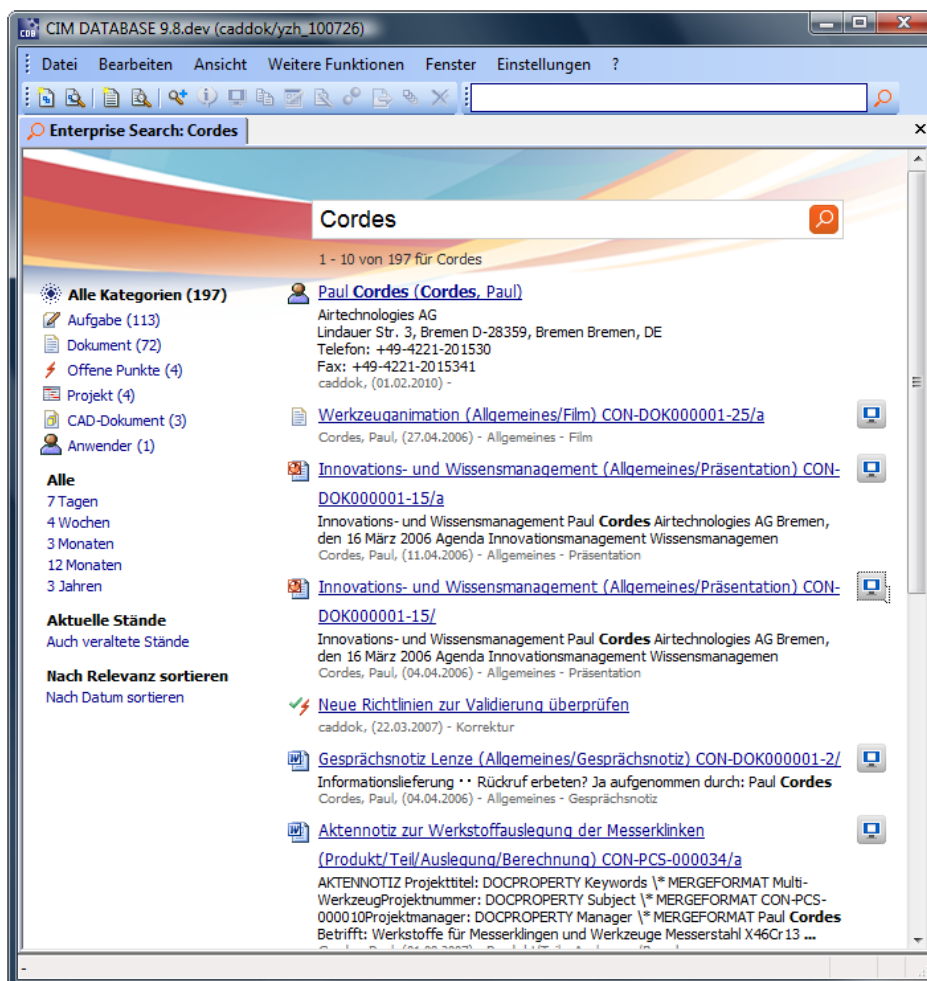 CIM DATABASE 9.8.dev (caddok/yzh_100726)
Datei Bearbeiten Ansicht Weitere Funktionen Fenster Einstellungen ?
Enterprise Search: Cordes
Cordes
1 - 10 von 197 für Cordes
Alle Kategorien (197)
Aufgabe (113)
Dokument (72)
Offene Punkte (4)
Projekt (4)
CAD-Dokument (3)
Anwender (1)
Alle
7 Tagen
4 Wochen
3 Monaten
12 Monaten
3 Jahren
Aktuelle Stände
Auch veraltete Stände
Nach Relevanz sortieren
Nach Datum sortieren
Paul Cordes (Cordes, Paul)
Airtechnologies AG
Lindauer Str. 3, Bremen D-28359, Bremen Bremen, DE
Telefon: +49-4221-201530
Fax: +49-4221-2015341
caddok, (01.02.2010) -
Werkzeuganimation (Allgemeines/Film) CON-DOK000001-25/a
Cordes, Paul, (27.04.2006) - Allgemeines - Film
Innovations- und Wissensmanagement (Allgemeines/Präsentation) CON-
DOK000001-15/a
Innovations- und Wissensmanagement Paul Cordes Airtechnologies AG Bremen,
den 16 März 2006 Agenda Innovationsmanagement Wissensmanagemen
Cordes, Paul, (11.04.2006) - Allgemeines - Präsentation
Innovations- und Wissensmanagement (Allgemeines/Präsentation) CON-
DOK000001-15/
Innovations- und Wissensmanagement Paul Cordes Airtechnologies AG Bremen,
den 16 März 2006 Agenda Innovationsmanagement Wissensmanagemen
Cordes, Paul, (04.04.2006) - Allgemeines - Präsentation
Neue Richtlinien zur Validierung überprüfen
caddok, (22.03.2007) - Korrektur
Gesprächsnotiz Lenze (Allgemeines/Gesprächsnotiz) CON-DOK000001-2/
Informationslieferung ·· Rückruf erbeten? Ja aufgenommen durch: Paul Cordes
Cordes, Paul, (04.04.2006) - Allgemeines - Gesprächsnotiz
Aktennotiz zur Werkstoffauslegung der Messerklinken
(Produkt/Teil/Auslegung/Berechnung) CON-PCS-000034/a
AKTENNOTIZ Projekttitel: DOCPROPERTY Keywords \* MERGEFORMAT Multi-
WerkzeugProjektnummer: DOCPROPERTY Subject \* MERGEFORMAT CON-PCS-
000010Projektmanager: DOCPROPERTY Manager \* MERGEFORMAT Paul Cordes
Betrifft: Werkstoffe für Messerklingen und Werkzeuge Messerstahl X46Cr13 ...
-